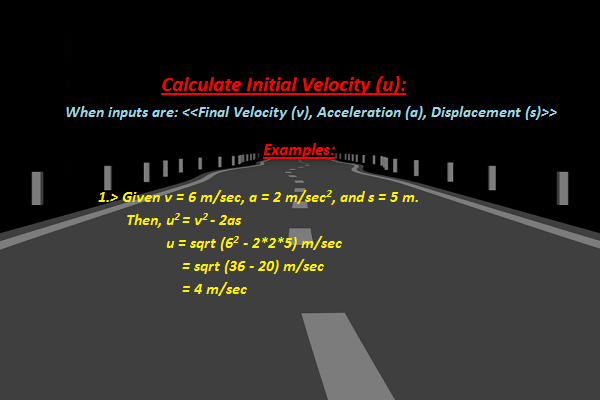 Calculate Initial Velocity (u):
When inputs are: <<Final Velocity (v), Acceleration (a), Displacement (s)>>
Examples:
1.> Given v = 6 m/sec, a = 2 m/sec², and s = 5 m.
Then, u² = v² - 2as
u = sqrt (6² - 2*2*5) m/sec
= sqrt (36 - 20) m/sec
= 4 m/sec